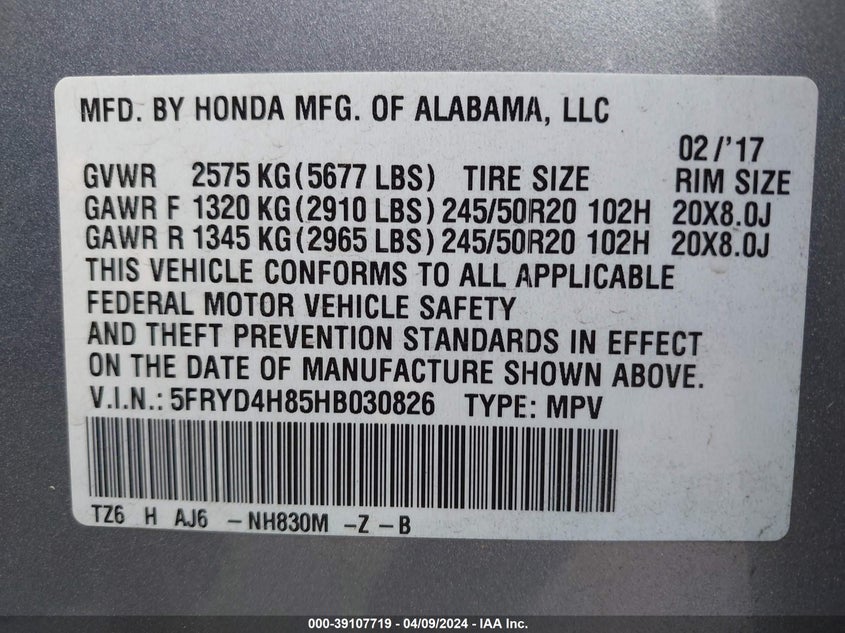 MFD. BY HONDA MFG. OF ALABAMA, LLC
02/'17
GVWR 2575 KG (5677 LBS) TIRE SIZE RIM SIZE
GAWR F 1320 KG (2910 LBS) 245/50R20 102H 20X8.0J
GAWR R 1345 KG (2965 LBS) 245/50R20 102H 20X8.0J
THIS VEHICLE CONFORMS TO ALL APPLICABLE
FEDERAL MOTOR VEHICLE SAFETY
AND THEFT PREVENTION STANDARDS IN EFFECT
ON THE DATE OF MANUFACTURE SHOWN ABOVE.
V.I.N.: 5FRYD4H85HB030826 TYPE: MPV
TZ6 H AJ6 -NH830M -Z -B
000-39107719 - 04/09/2024 - IAA Inc.